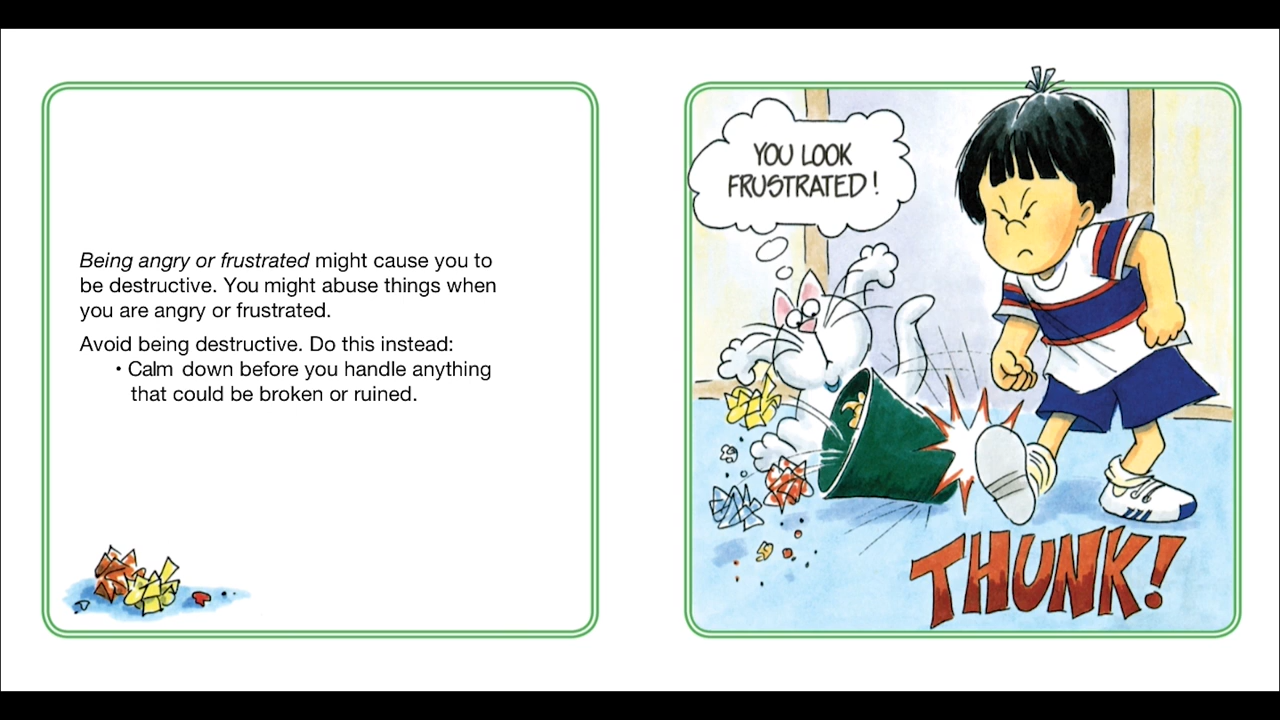 Being angry or frustrated might cause you to
be destructive. You might abuse things when
you are angry or frustrated.
Avoid being destructive. Do this instead:
• Calm down before you handle anything
that could be broken or ruined.
YOU LOOK
FRUSTRATED!
THUNK!